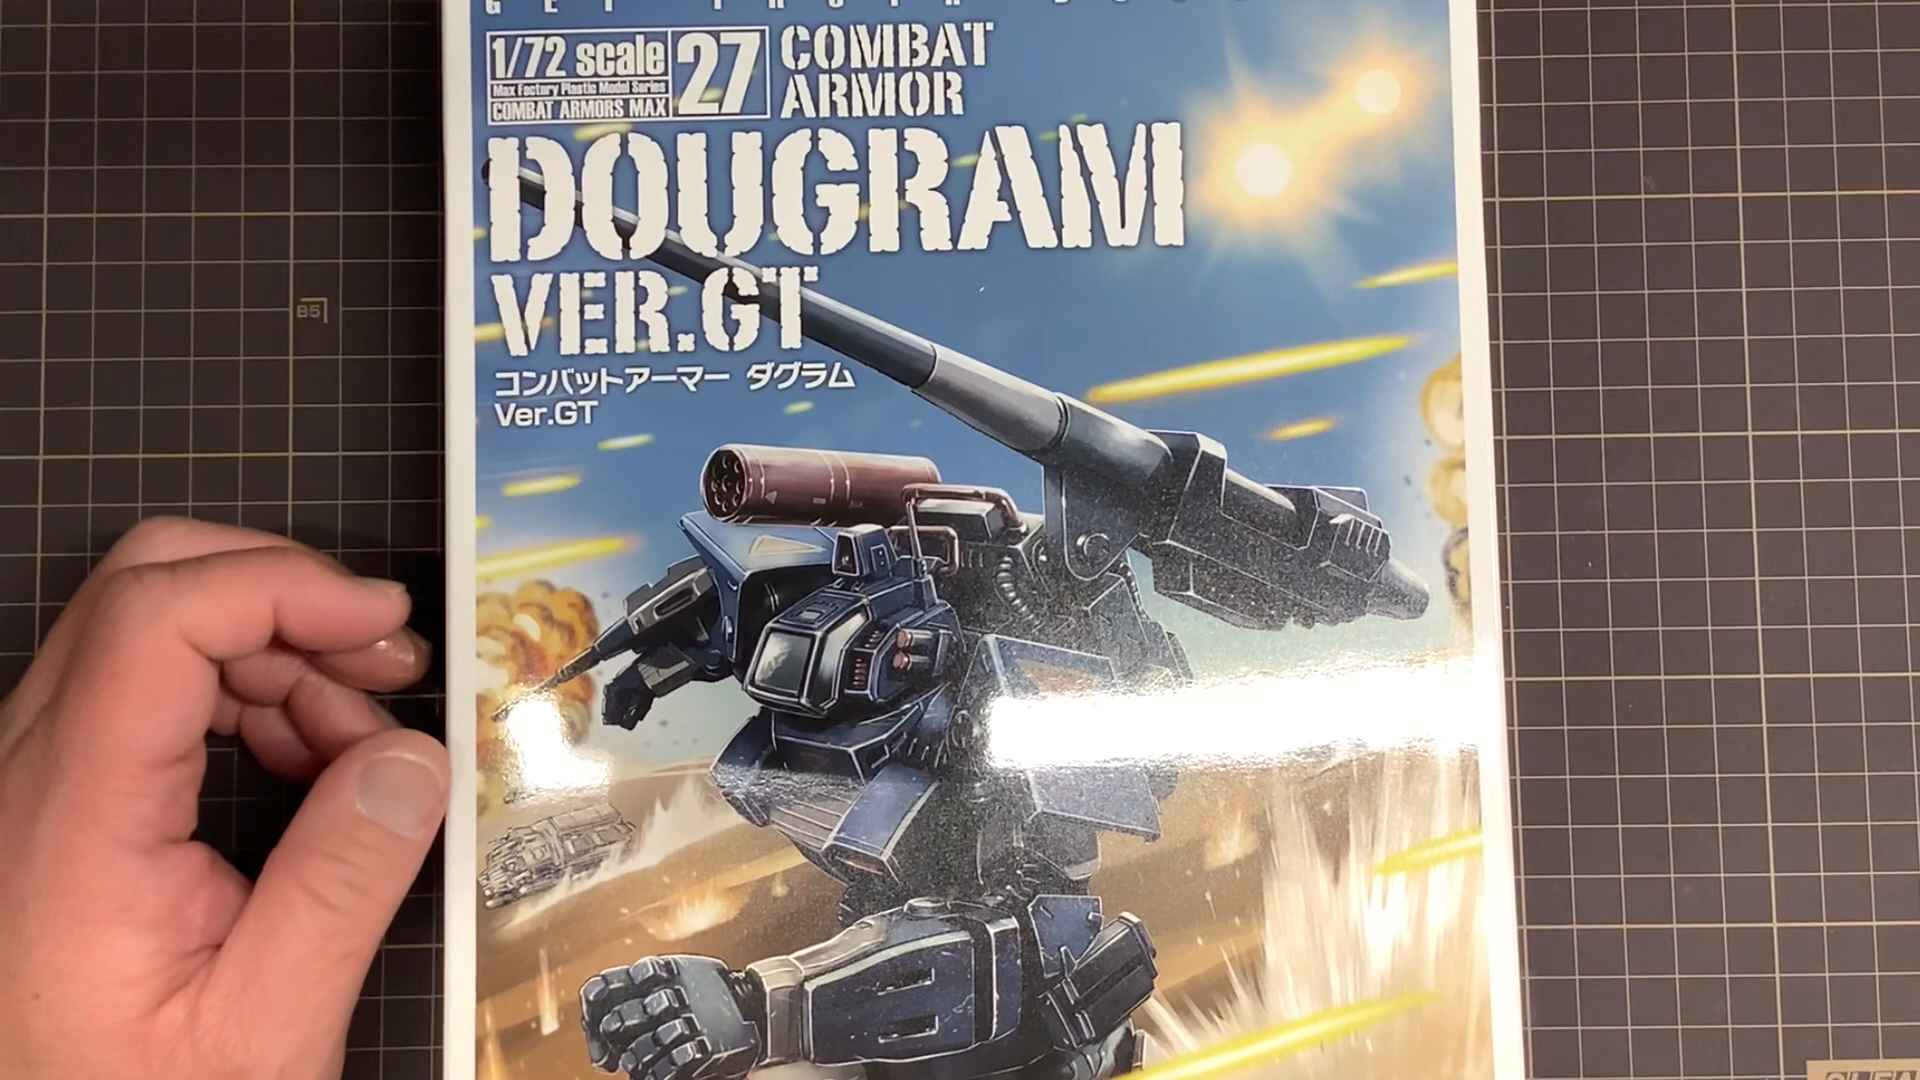 1/72 scale
Max Factory Plastic Model Series
COMBAT ARMORS MAX
27
COMBAT
ARMOR
DOUGRAM
VER.GT
コンバットアーマー ダグラム
Ver.GT
B5